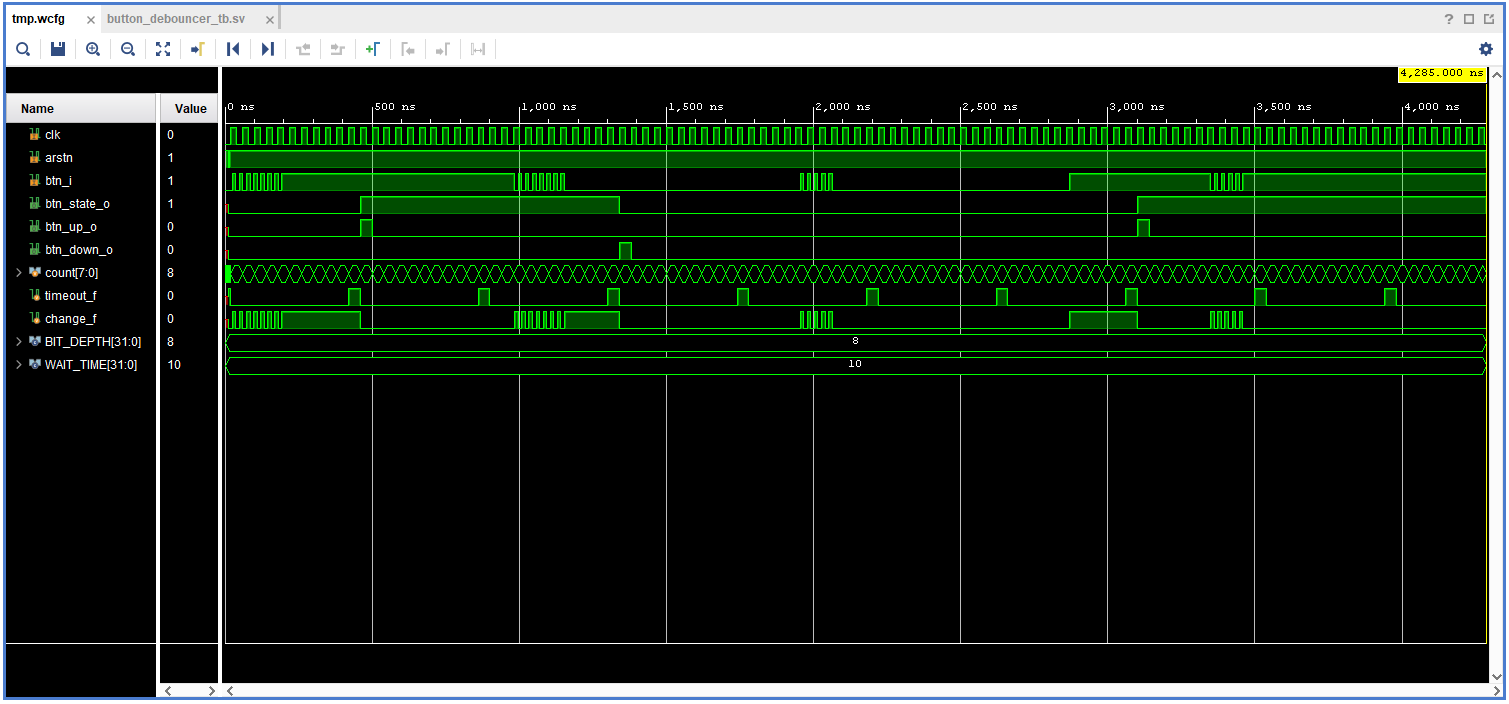 tmp.wcfg × button_debouncer_tb.sv ×
?
4,285.000 ns
Name Value
0 ns 500 ns 1,000 ns 1,500 ns 2,000 ns 2,500 ns 3,000 ns 3,500 ns 4,000 ns
clk 0
arstn 1
btn_i 1
btn_state_o 1
btn_up_o 0
btn_down_o 0
count[7:0] 8
timeout_f 0
change_f 0
BIT_DEPTH[31:0] 8 8
WAIT_TIME[31:0] 10 10